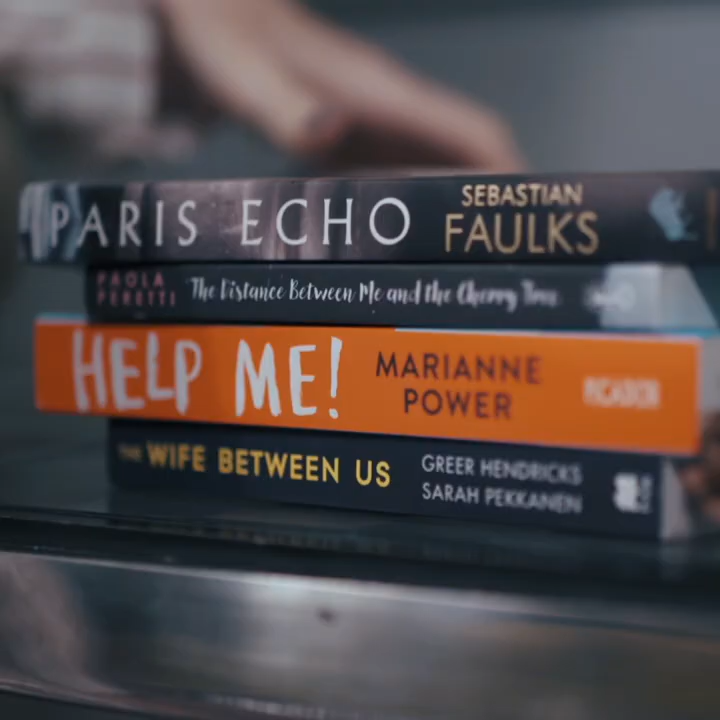 PARIS ECHO
SEBASTIAN
FAULKS
PAOLA
PERETTI
The Distance Between Me and the Cherry Tree
HELP ME!
MARIANNE
POWER
PICADOR
THE WIFE BETWEEN US
GREER HENDRICKS
SARAH PEKKANEN